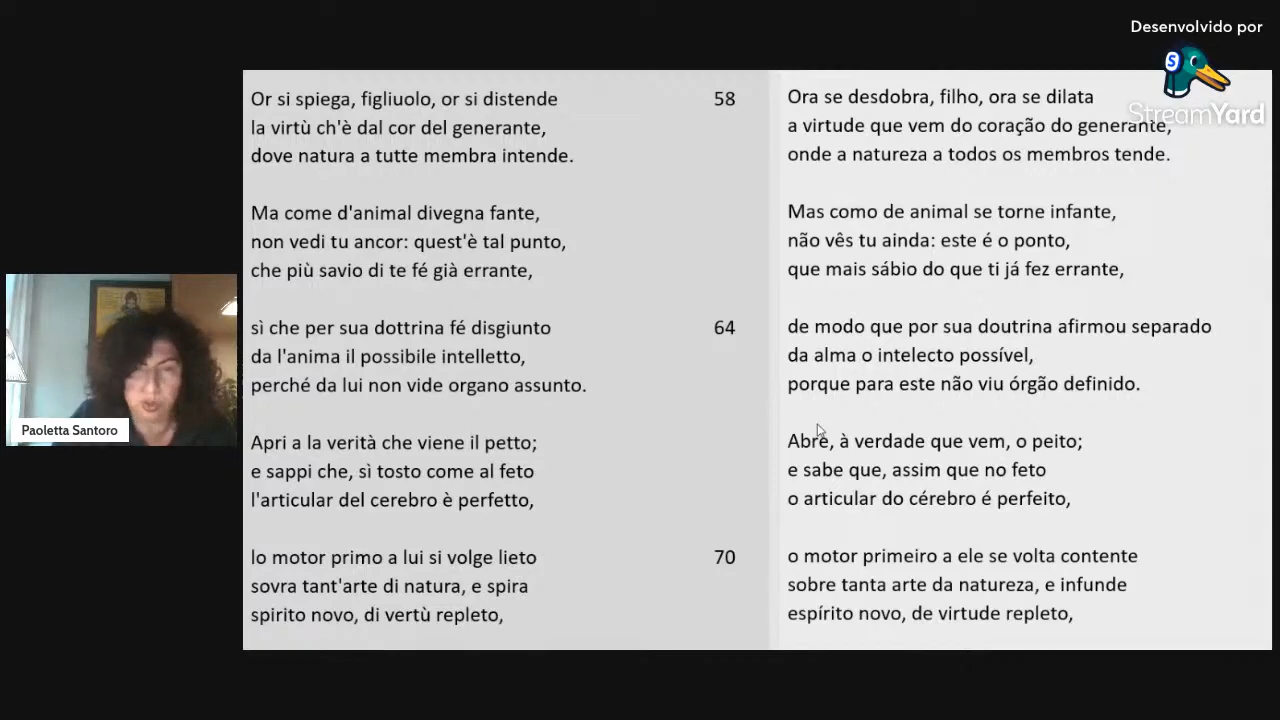 Desenvolvido por
StreamYard
Or si spiega, figliuolo, or si distende 58
la virtù ch'è dal cor del generante,
dove natura a tutte membra intende.
Ma come d'animal divegna fante,
non vedi tu ancor: quest'è tal punto,
che più savio di te fé già errante,
sì che per sua dottrina fé disgiunto 64
da l'anima il possibile intelletto,
perché da lui non vide organo assunto.
Apri a la verità che viene il petto;
e sappi che, sì tosto come al feto
l'articular del cerebro è perfetto,
lo motor primo a lui si volge lieto 70
sovra tant'arte di natura, e spira
spirito novo, di vertù repleto,
Ora se desdobra, filho, ora se dilata
a virtude que vem do coração do generante,
onde a natureza a todos os membros tende.
Mas como de animal se torne infante,
não vês tu ainda: este é o ponto,
que mais sábio do que ti já fez errante,
de modo que por sua doutrina afirmou separado
da alma o intelecto possível,
porque para este não viu órgão definido.
Abre, à verdade que vem, o peito;
e sabe que, assim que no feto
o articular do cérebro é perfeito,
o motor primeiro a ele se volta contente
sobre tanta arte da natureza, e infunde
espírito novo, de virtude repleto,
Paoletta Santoro